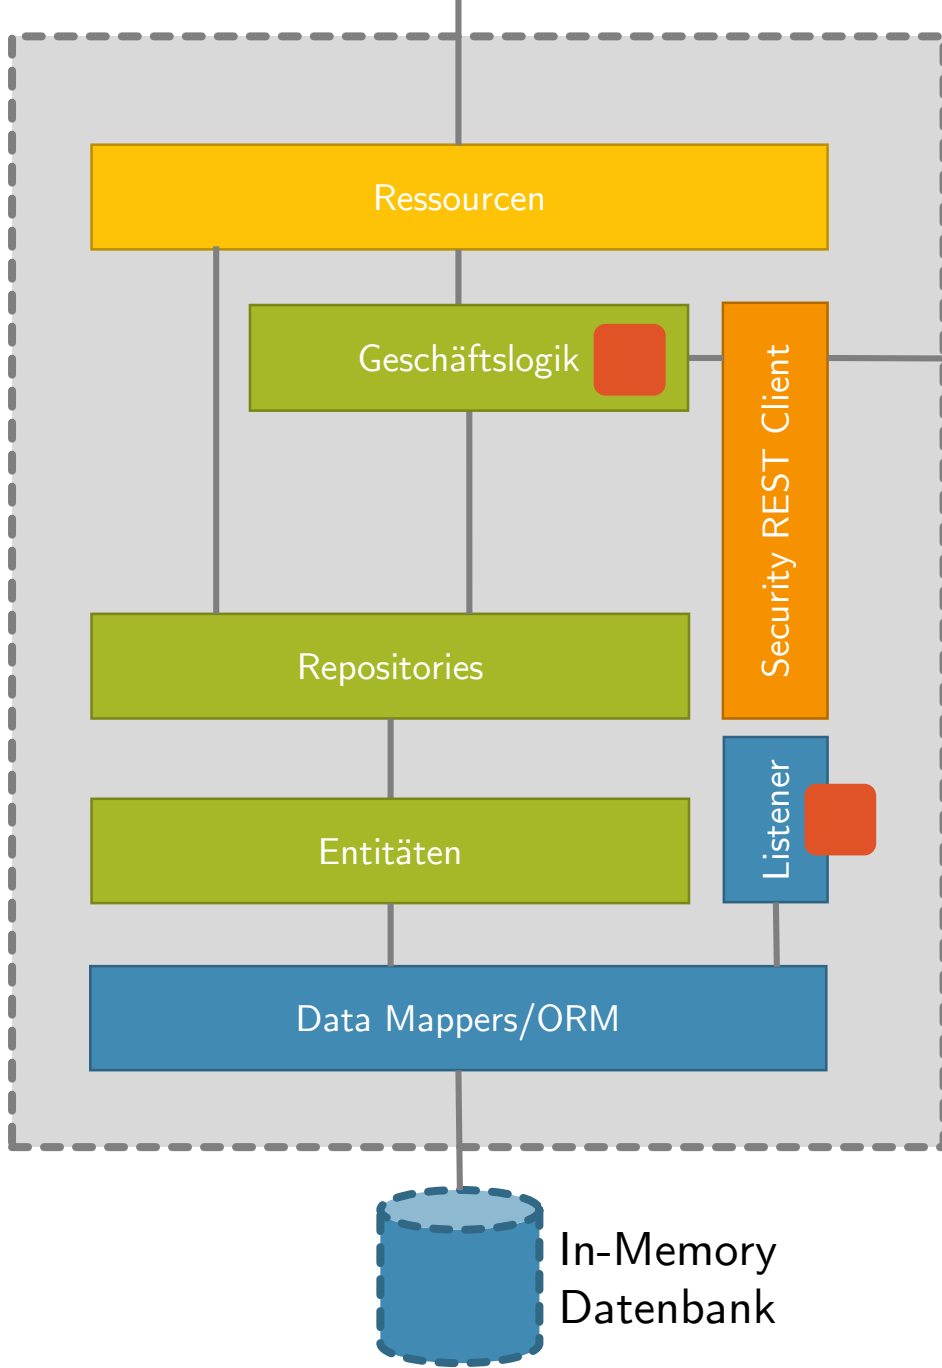 Ressourcen
Geschäftslogik
Security REST Client
Repositories
Listener
Entitäten
Data Mappers/ORM
In-Memory
Datenbank